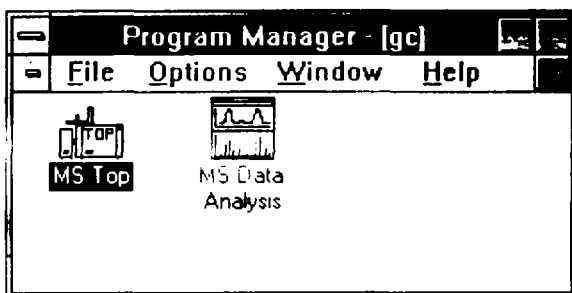 Program Manager - [gc]
File Options Window Help
TOP
MS Top
MS Data
Analysis